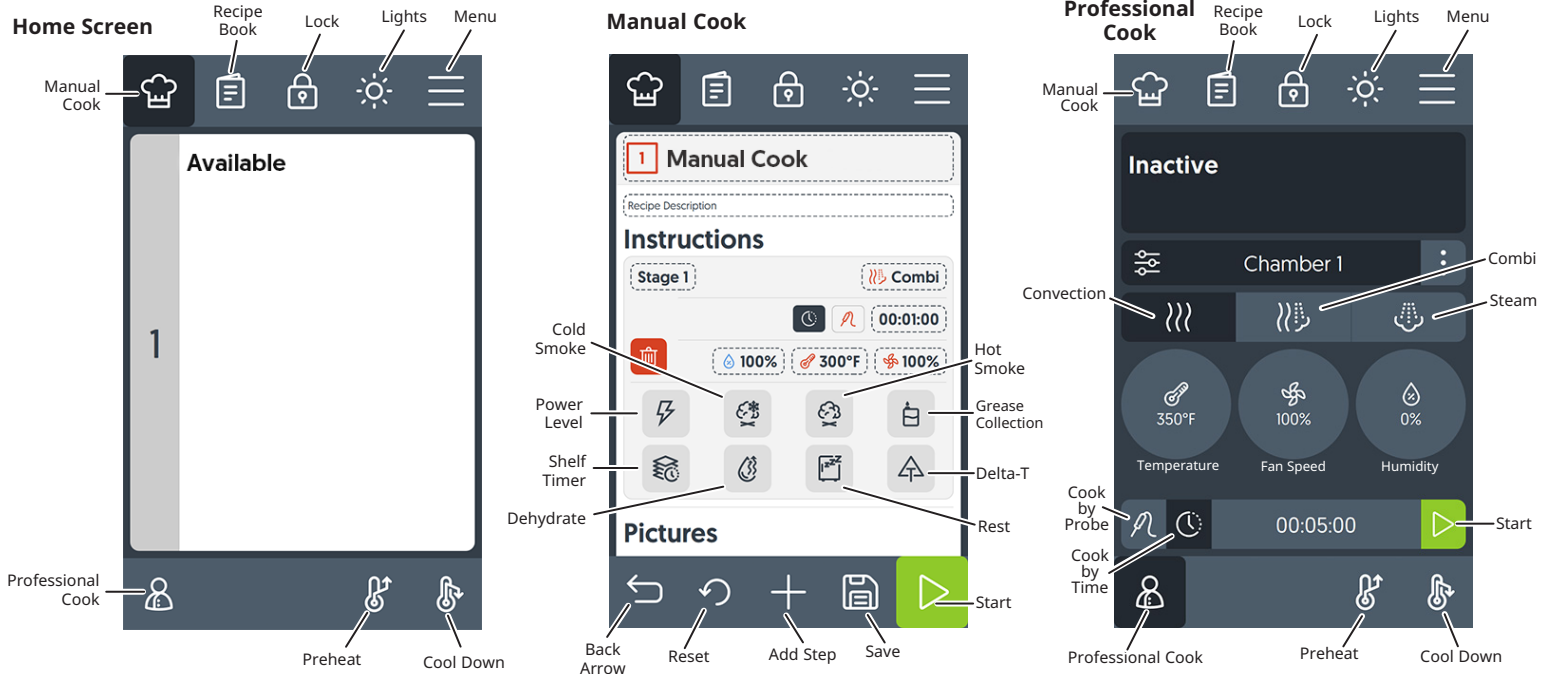 Home Screen
Recipe
Book
Lock
Lights
Menu
Manual
Cook
Available
1
Professional
Cook
Preheat
Cool Down
Manual Cook
1 Manual Cook
Recipe Description
Instructions
Stage 1
Combi
00:01:00
100%
300°F
100%
Cold
Smoke
Hot
Smoke
Power
Level
Grease
Collection
Shelf
Timer
Delta-T
Dehydrate
Rest
Pictures
Start
Back
Arrow
Reset
Add Step
Save
Professional
Cook
Recipe
Book
Lock
Lights
Menu
Manual
Cook
Inactive
Chamber 1
Combi
Convection
Steam
350°F
100%
0%
Temperature
Fan Speed
Humidity
Cook
by
Probe
00:05:00
Start
Cook
by
Time
Professional Cook
Preheat
Cool Down